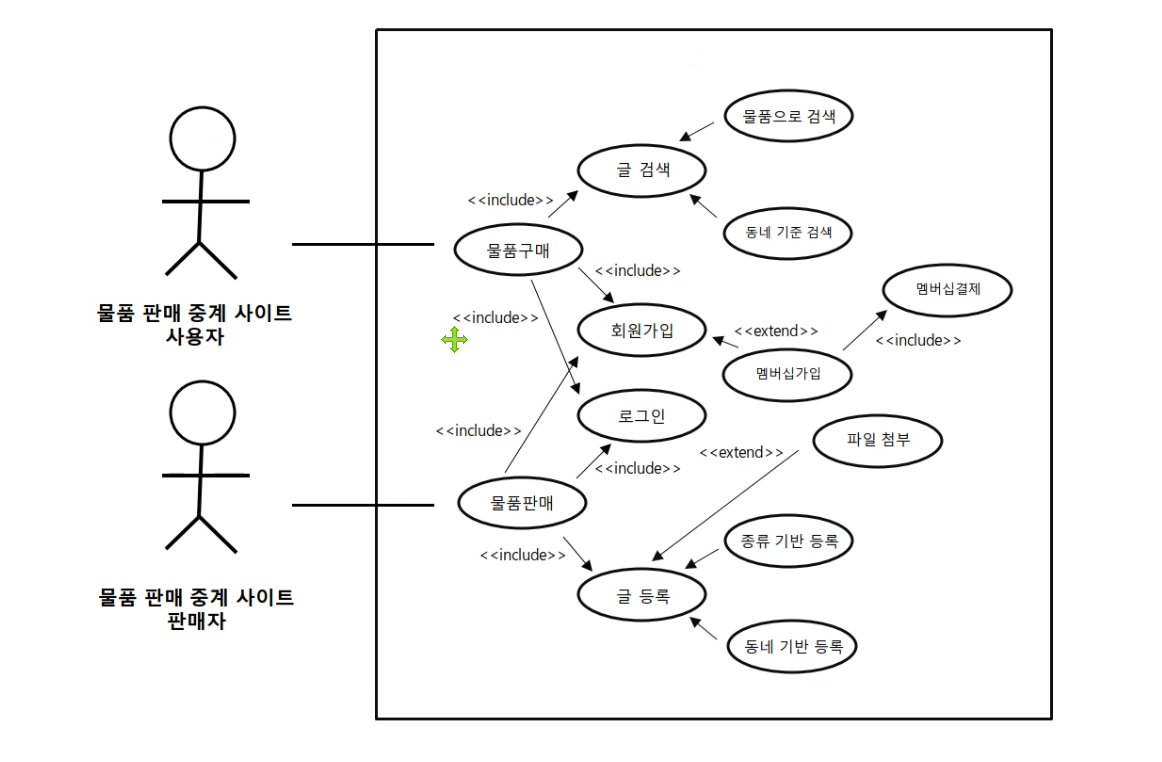 물품으로 검색
글 검색
<<include>>
동네 기준 검색
물품구매
<<include>>
멤버십결제
물품 판매 중계 사이트
사용자
<<include>>
회원가입
<<extend>>
<<include>>
멤버십가입
로그인
<<include>>
파일 첨부
<<extend>>
<<include>>
물품판매
종류 기반 등록
<<include>>
물품 판매 중계 사이트
판매자
글 등록
동네 기반 등록